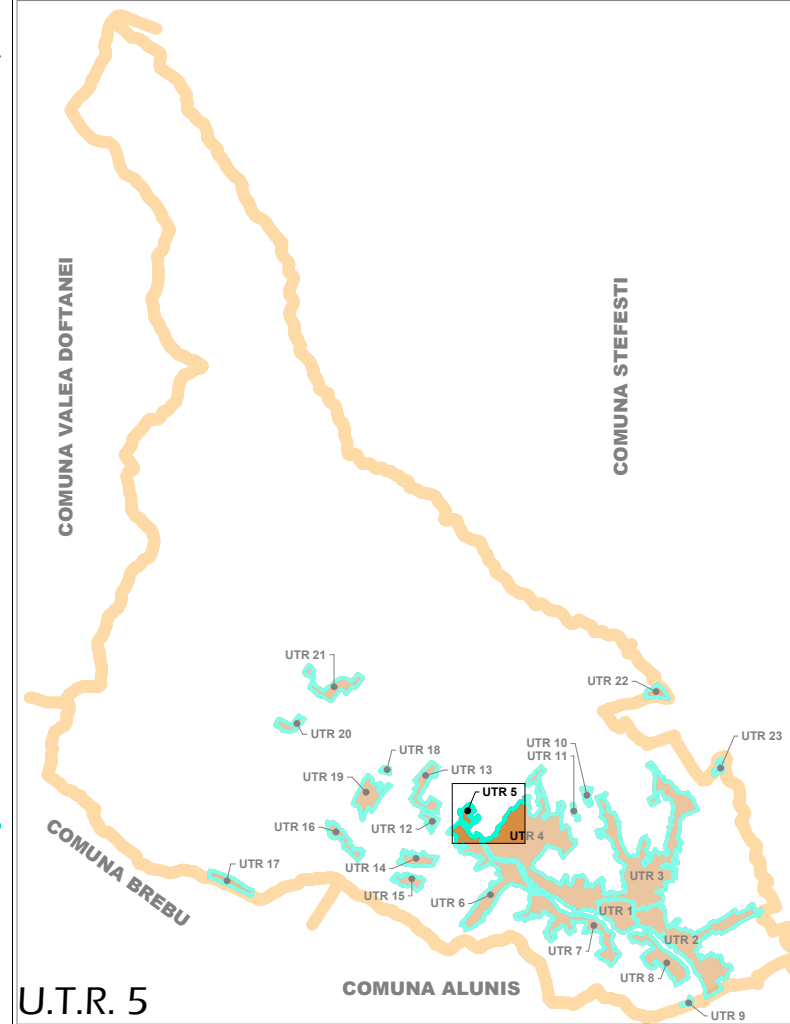 COMUNA VALEA DOFTANEI
COMUNA STEFESTI
UTR 21
UTR 22
UTR 20
UTR 23
UTR 18
UTR 10
UTR 13
UTR 11
UTR 19
UTR 5
UTR 16
UTR 12
UTR 4
UTR 14
UTR 17
UTR 3
UTR 15
COMUNA BREBU
UTR 6
UTR 1
UTR 7
UTR 2
UTR 8
COMUNA ALUNIS
U.T.R. 5
UTR 9